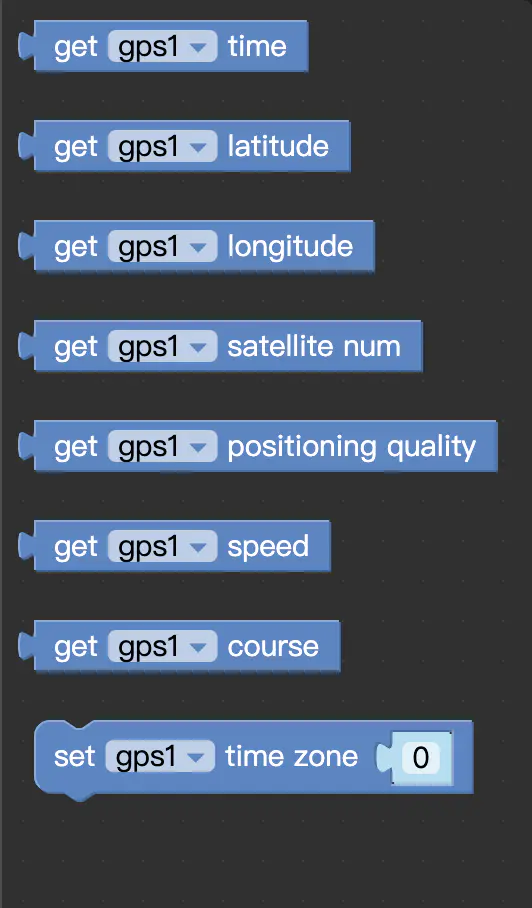 get gps1 time
get gps1 latitude
get gps1 longitude
get gps1 satellite num
get gps1 positioning quality
get gps1 speed
get gps1 course
set gps1 time zone 0